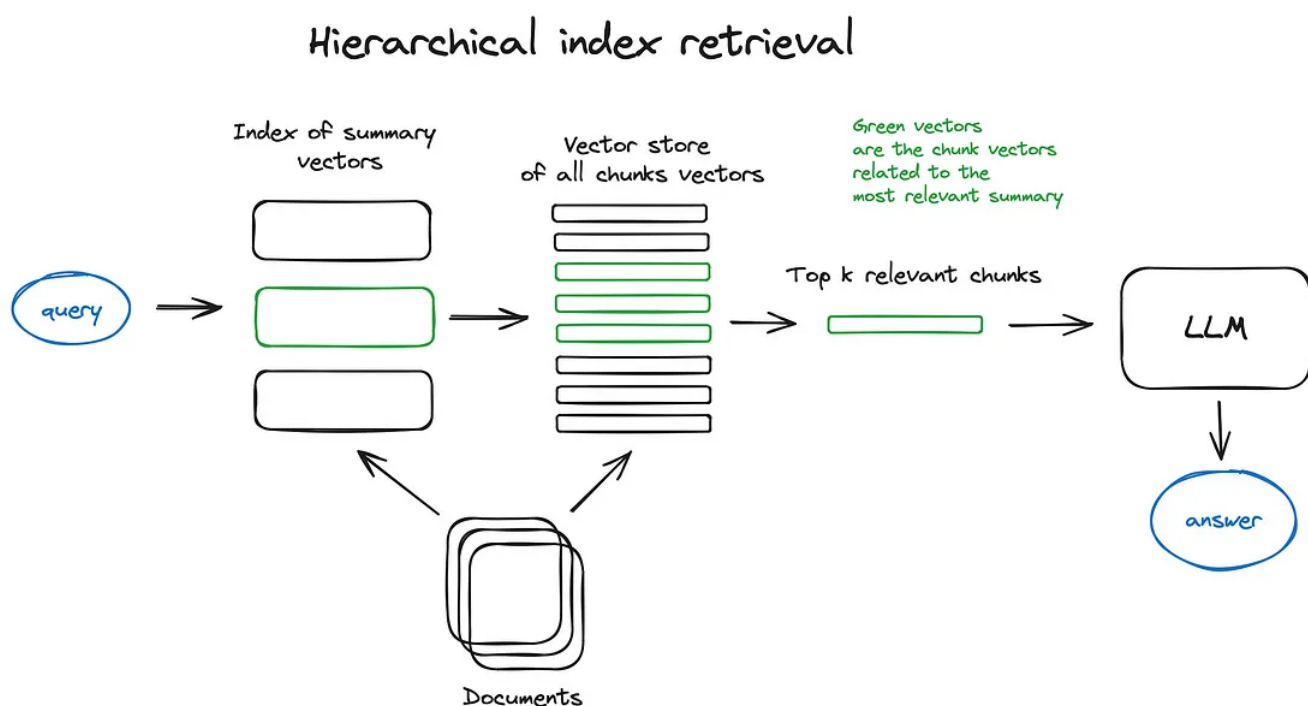 Hierarchical index retrieval
Index of summary
vectors
Vector store
of all chunks vectors
Green vectors
are the chunk vectors
related to the
most relevant summary
query
Top k relevant chunks
LLM
answer
Documents